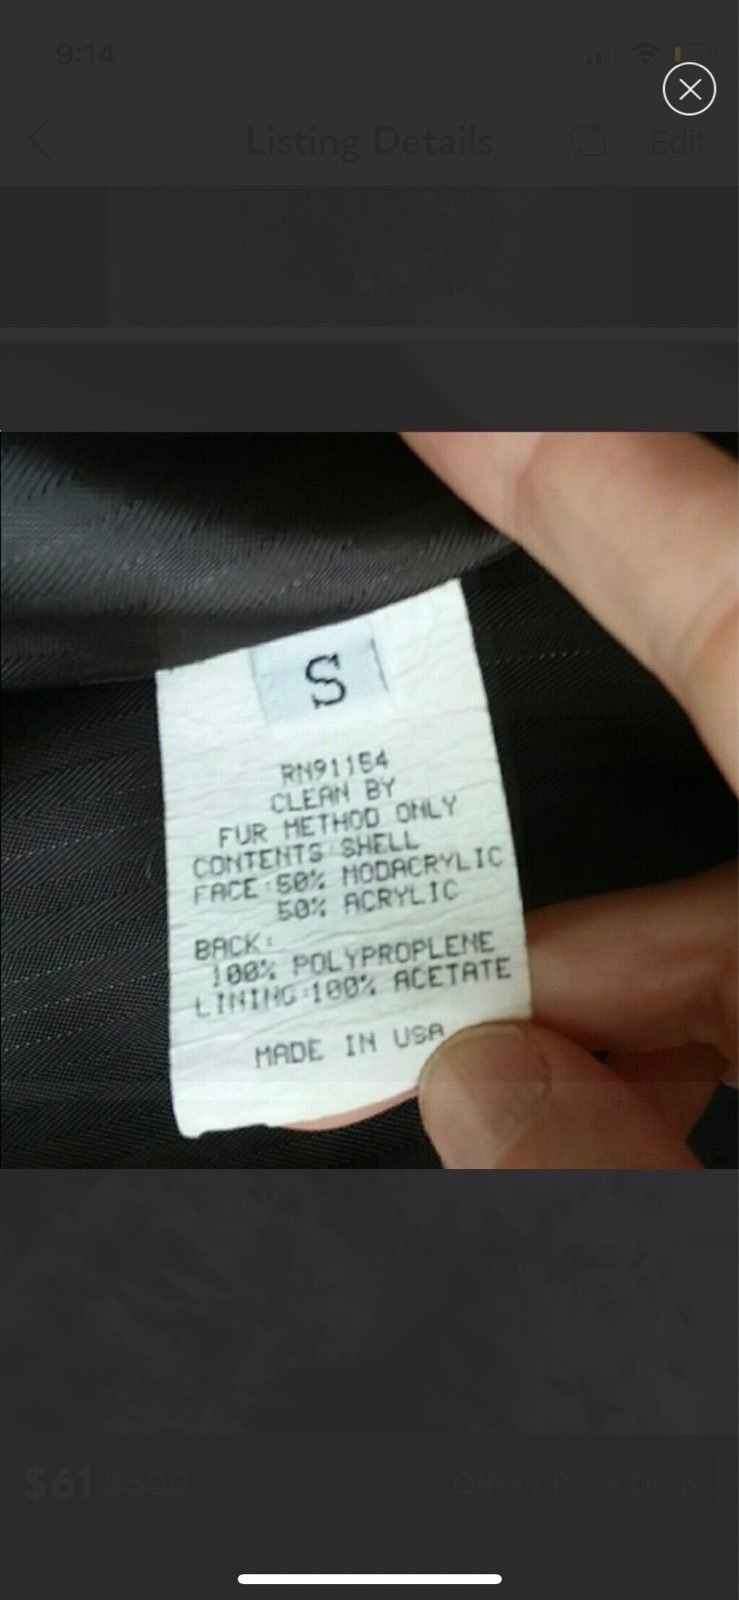 9:14
Listing Details
Edit
S
RN91154
CLEAN BY
FUR METHOD ONLY
CONTENTS:SHELL
FACE:50% MODACRYLIC
50% ACRYLIC
BACK:
100% POLYPROPLENE
LINING:100% ACETATE
MADE IN USA
$61 $500
Offer / Price Drop